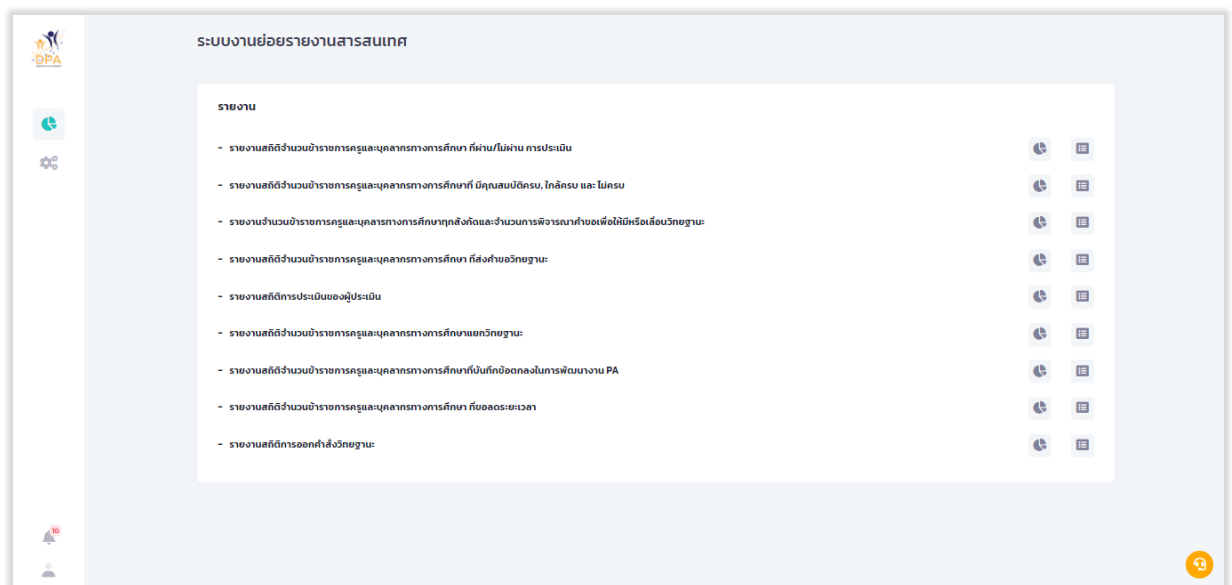 DPA
ระบบงานย่อยรายงานสารสนเทศ
รายงาน
- รายงานสถิติจำนวนข้าราชการครูและบุคลากรทางการศึกษา ที่ผ่าน/ไม่ผ่าน การประเมิน
- รายงานสถิติจำนวนข้าราชการครูและบุคลากรทางการศึกษาที่ มีคุณสมบัติครบ, ใกล้ครบ และ ไม่ครบ
- รายงานจำนวนข้าราชการครูและบุคลารทางการศึกษาทุกสังกัดและจำนวนการพิจารณาคำขอเพื่อให้มีหรือเลื่อนวิทยฐานะ
- รายงานสถิติจำนวนข้าราชการครูและบุคลากรทางการศึกษา ที่ส่งคำขอวิทยฐานะ
- รายงานสถิติการประเมินของผู้ประเมิน
- รายงานสถิติจำนวนข้าราชการครูและบุคลากรทางการศึกษาแยกวิทยฐานะ
- รายงานสถิติจำนวนข้าราชการครูและบุคลากรทางการศึกษาที่บันทึกข้อตกลงในการพัฒนางาน PA
- รายงานสถิติจำนวนข้าราชการครูและบุคลากรทางการศึกษา ที่ขอลดระยะเวลา
- รายงานสถิติการออกคำสั่งวิทยฐานะ
10